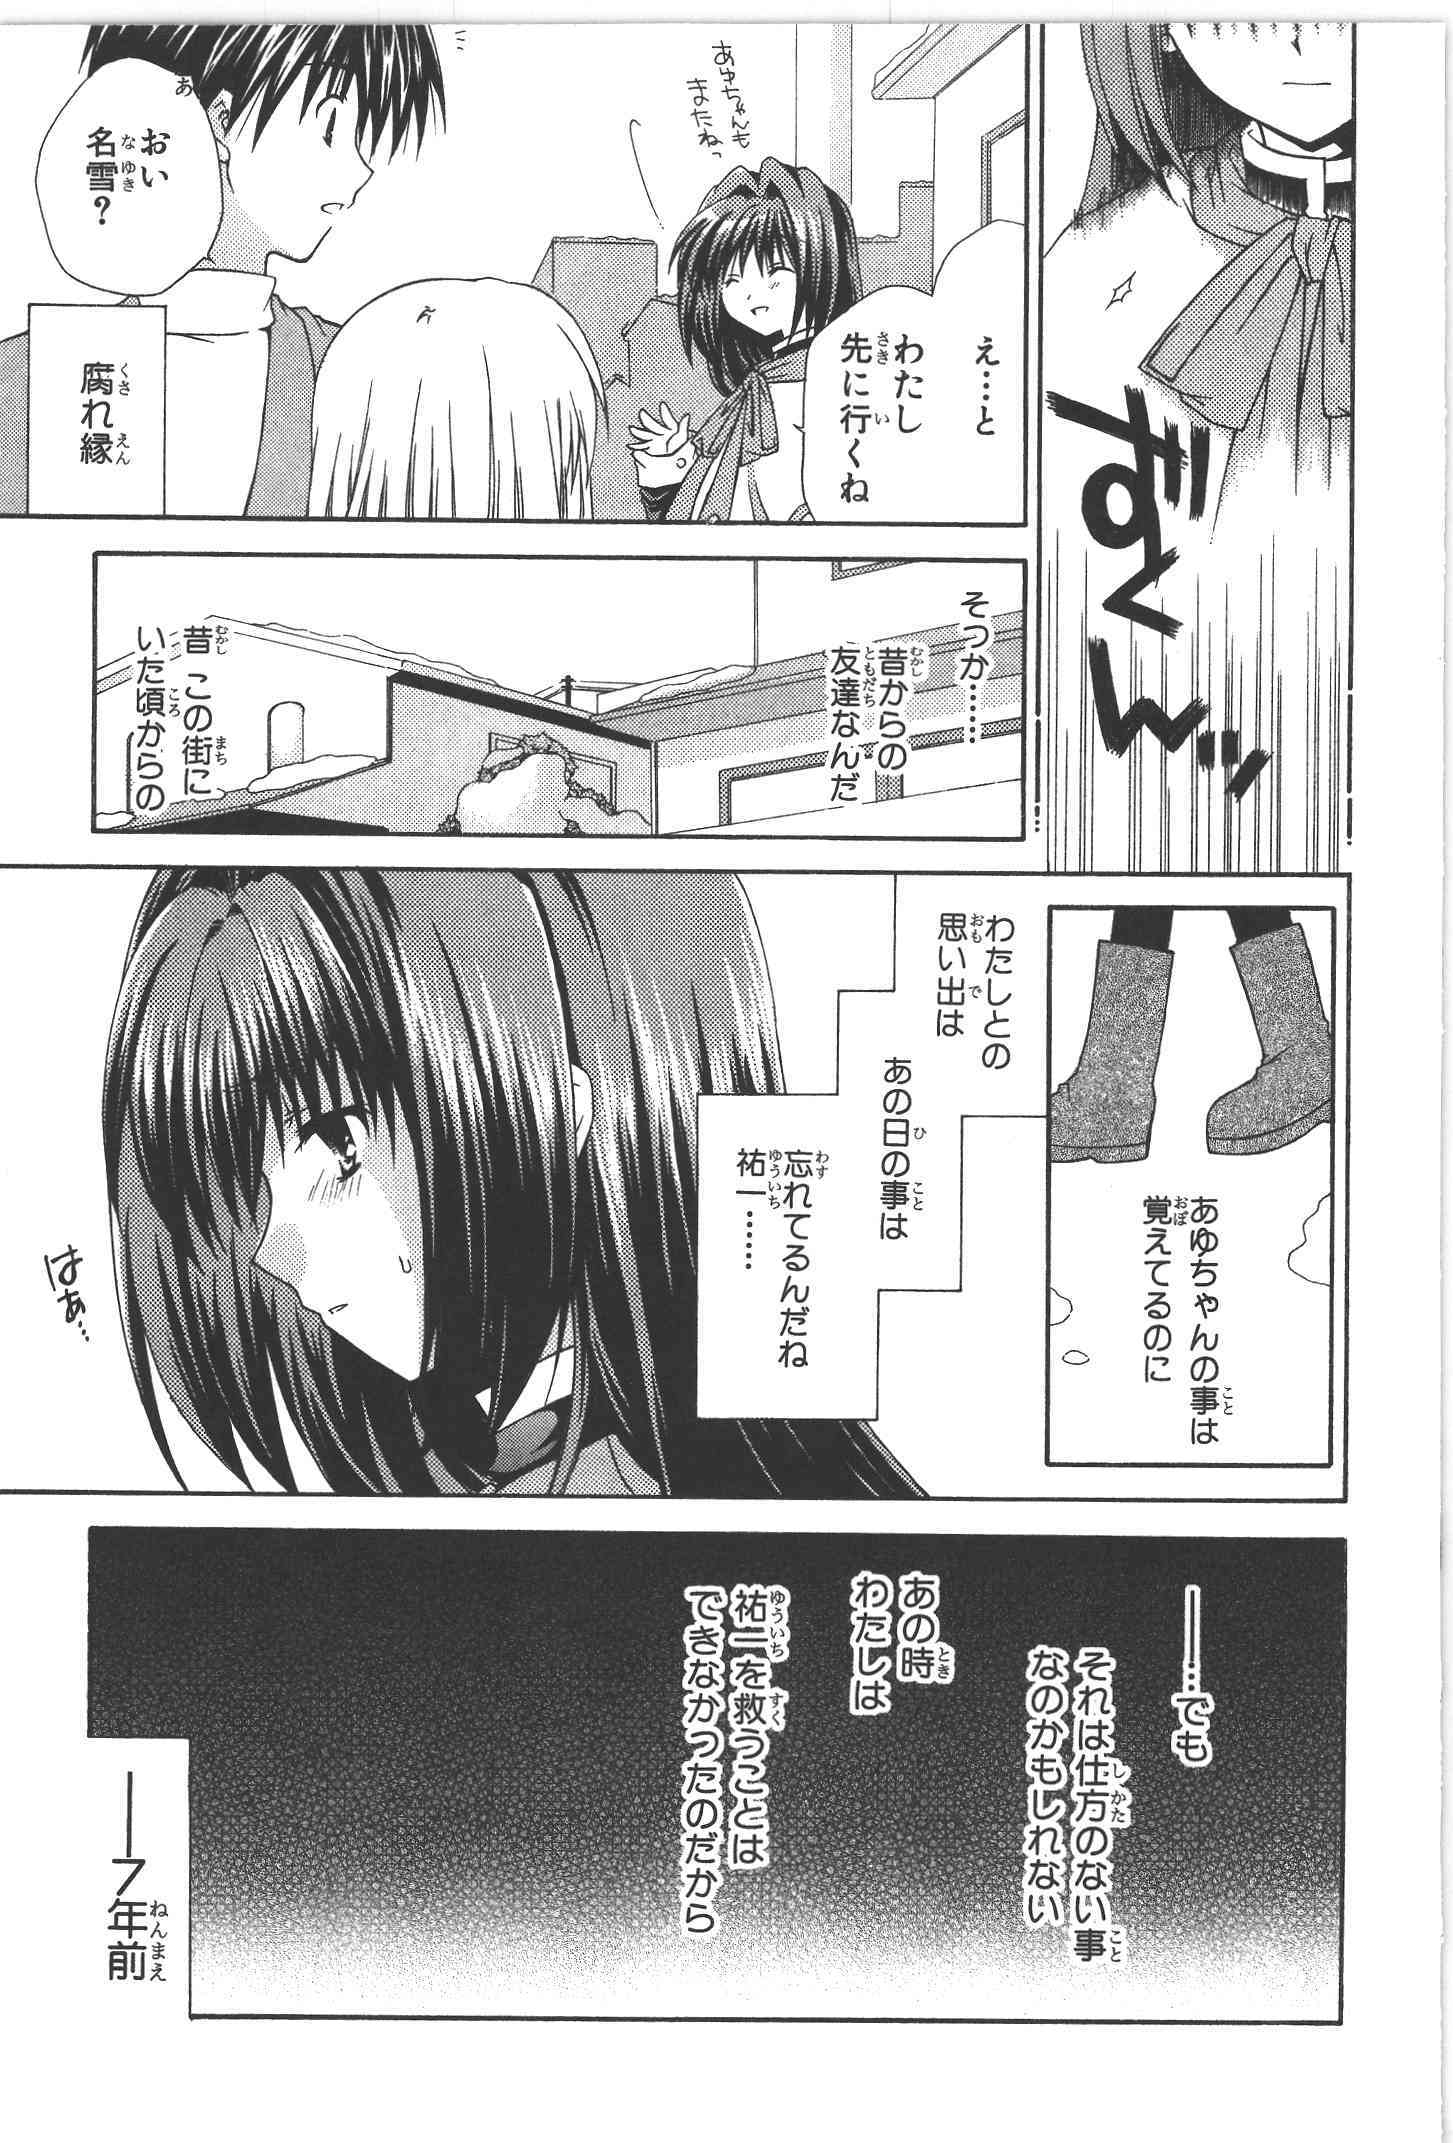 ずくんッ
え…と
わたし
先に行くね
あゆちゃんも
またねっ
あ
おい
名雪?
腐れ縁
そっか………
昔からの
友達なんだ
昔 この街に
いた頃からの
あゆちゃんの事は
覚えてるのに
わたしとの
思い出は
あの日の事は
忘れてるんだね
祐一……
はぁ…
――……でも
それは仕方のない事
なのかもしれない
あの時
わたしは
祐一を救うことは
できなかったのだから
――7年前